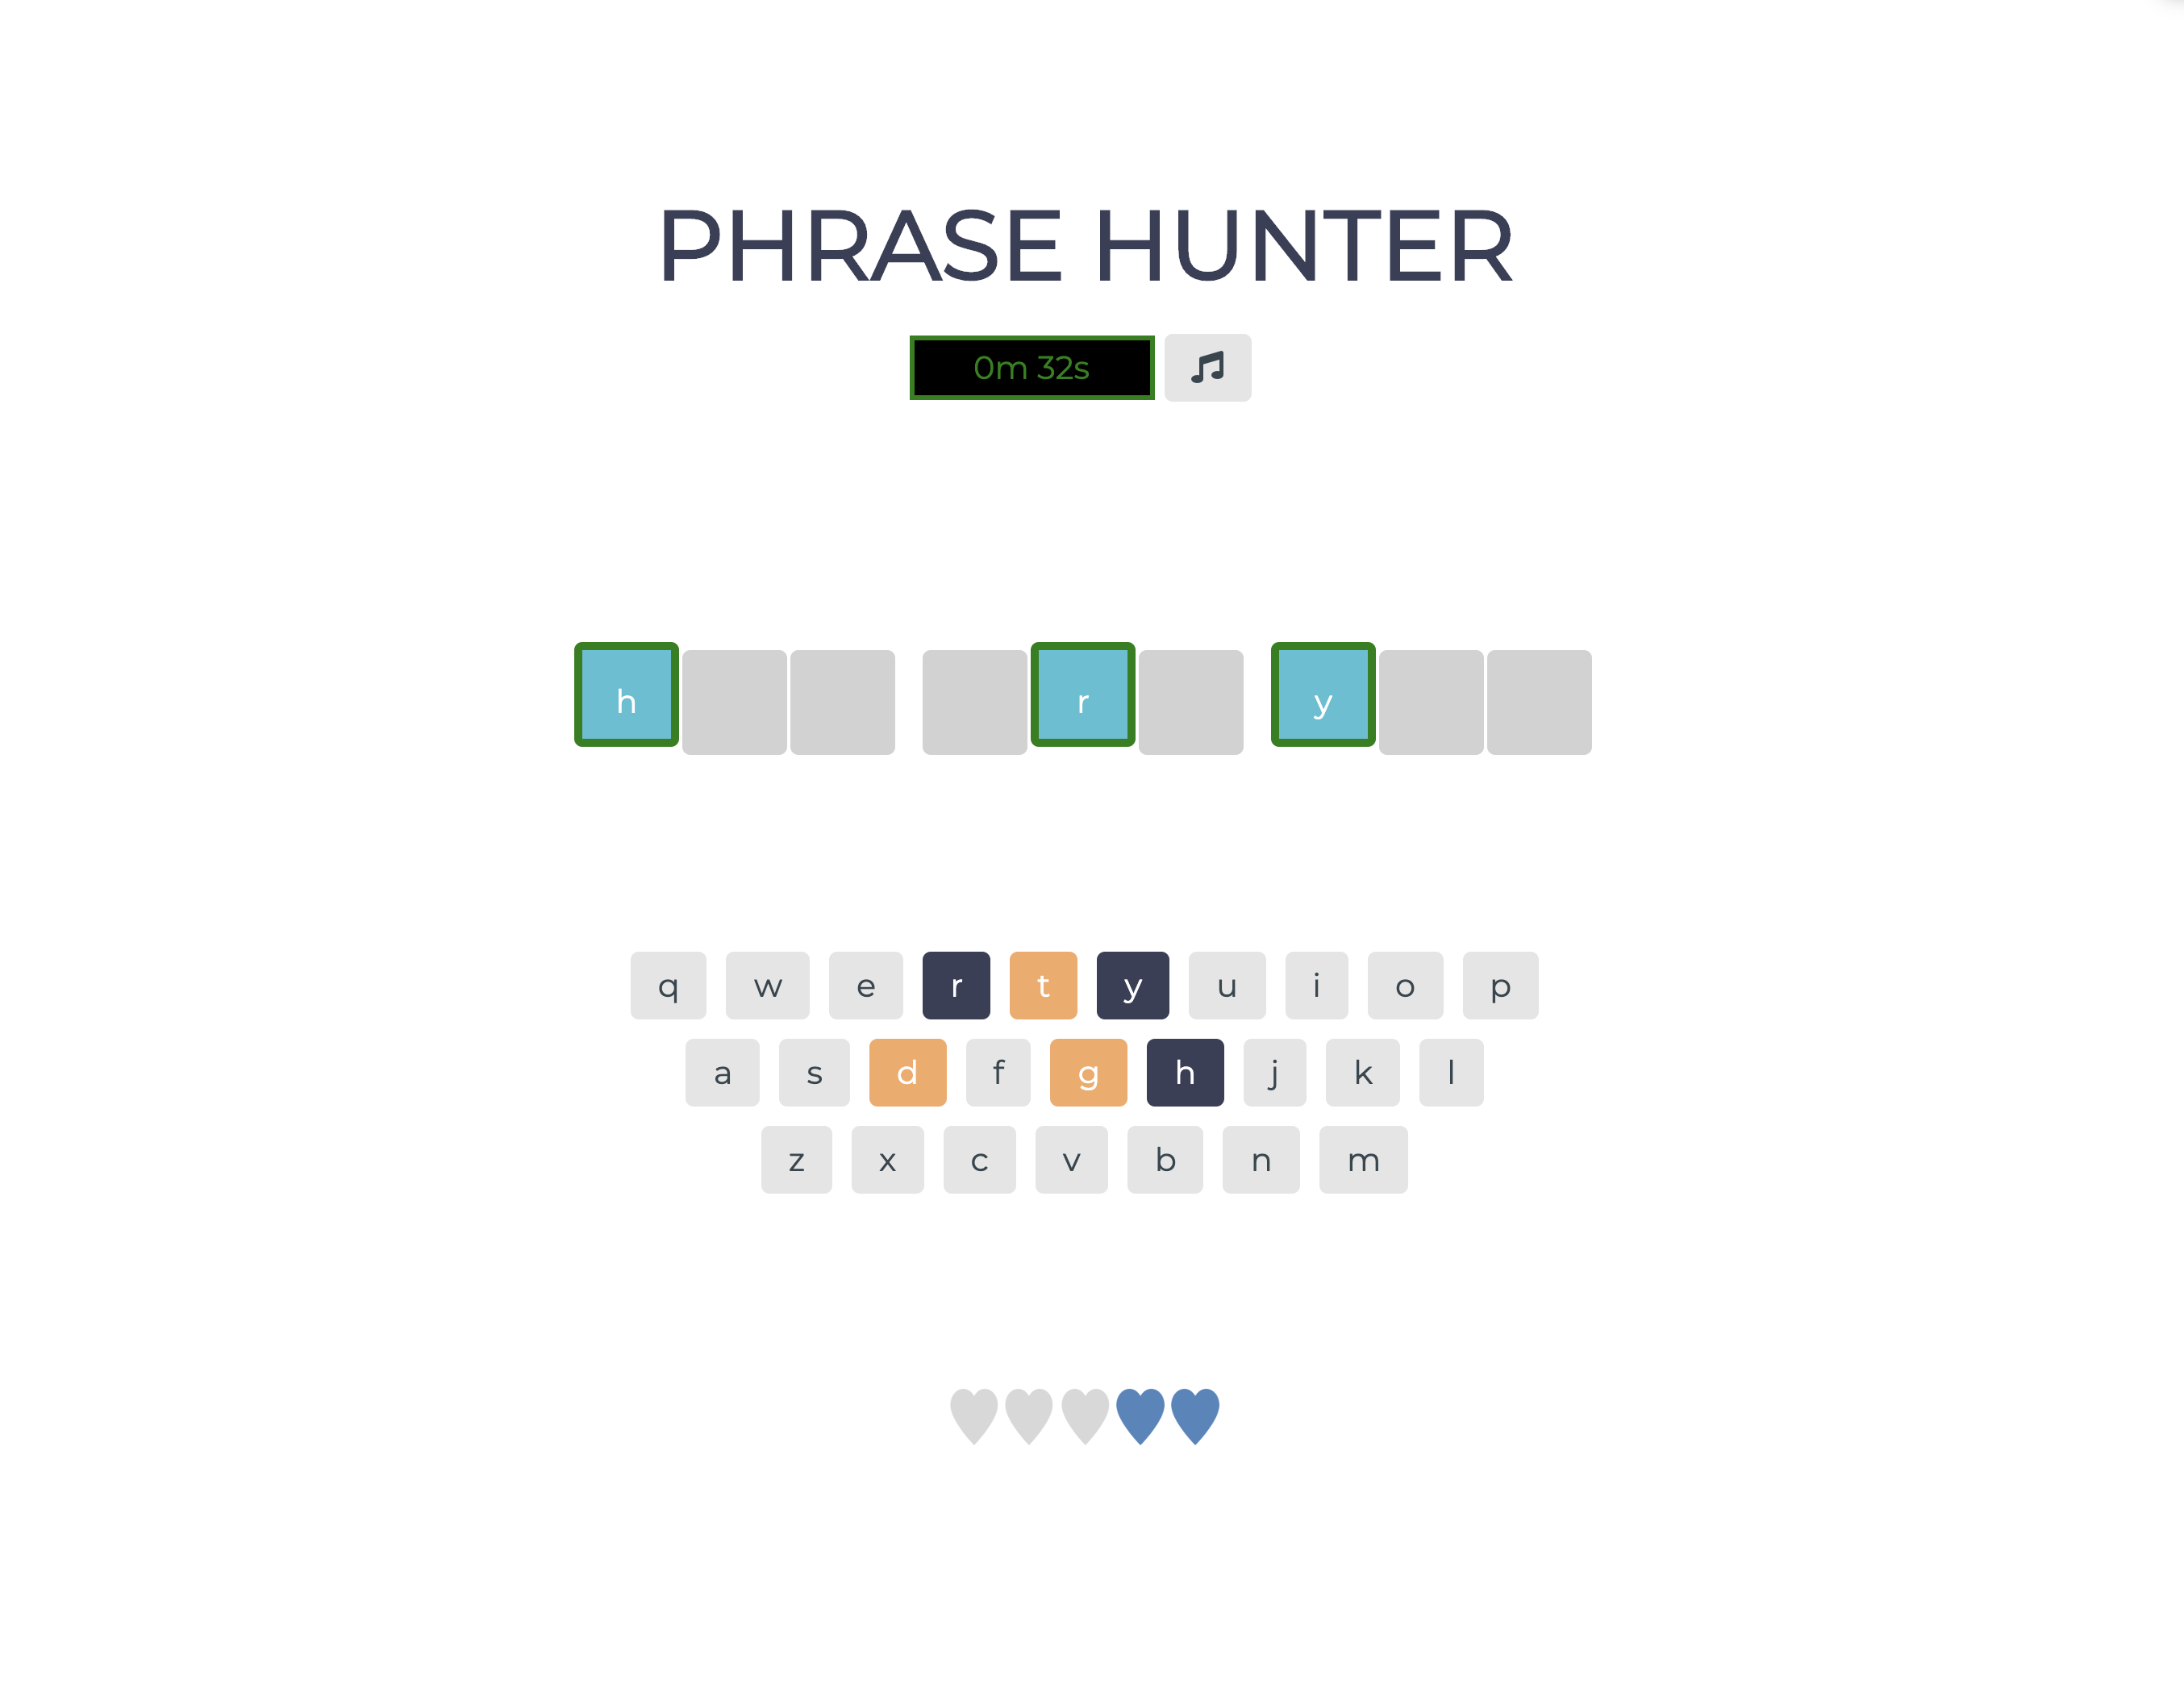 PHRASE HUNTER
0m 32s
h r y
q w e r t y u i o p
a s d f g h j k l
z x c v b n m